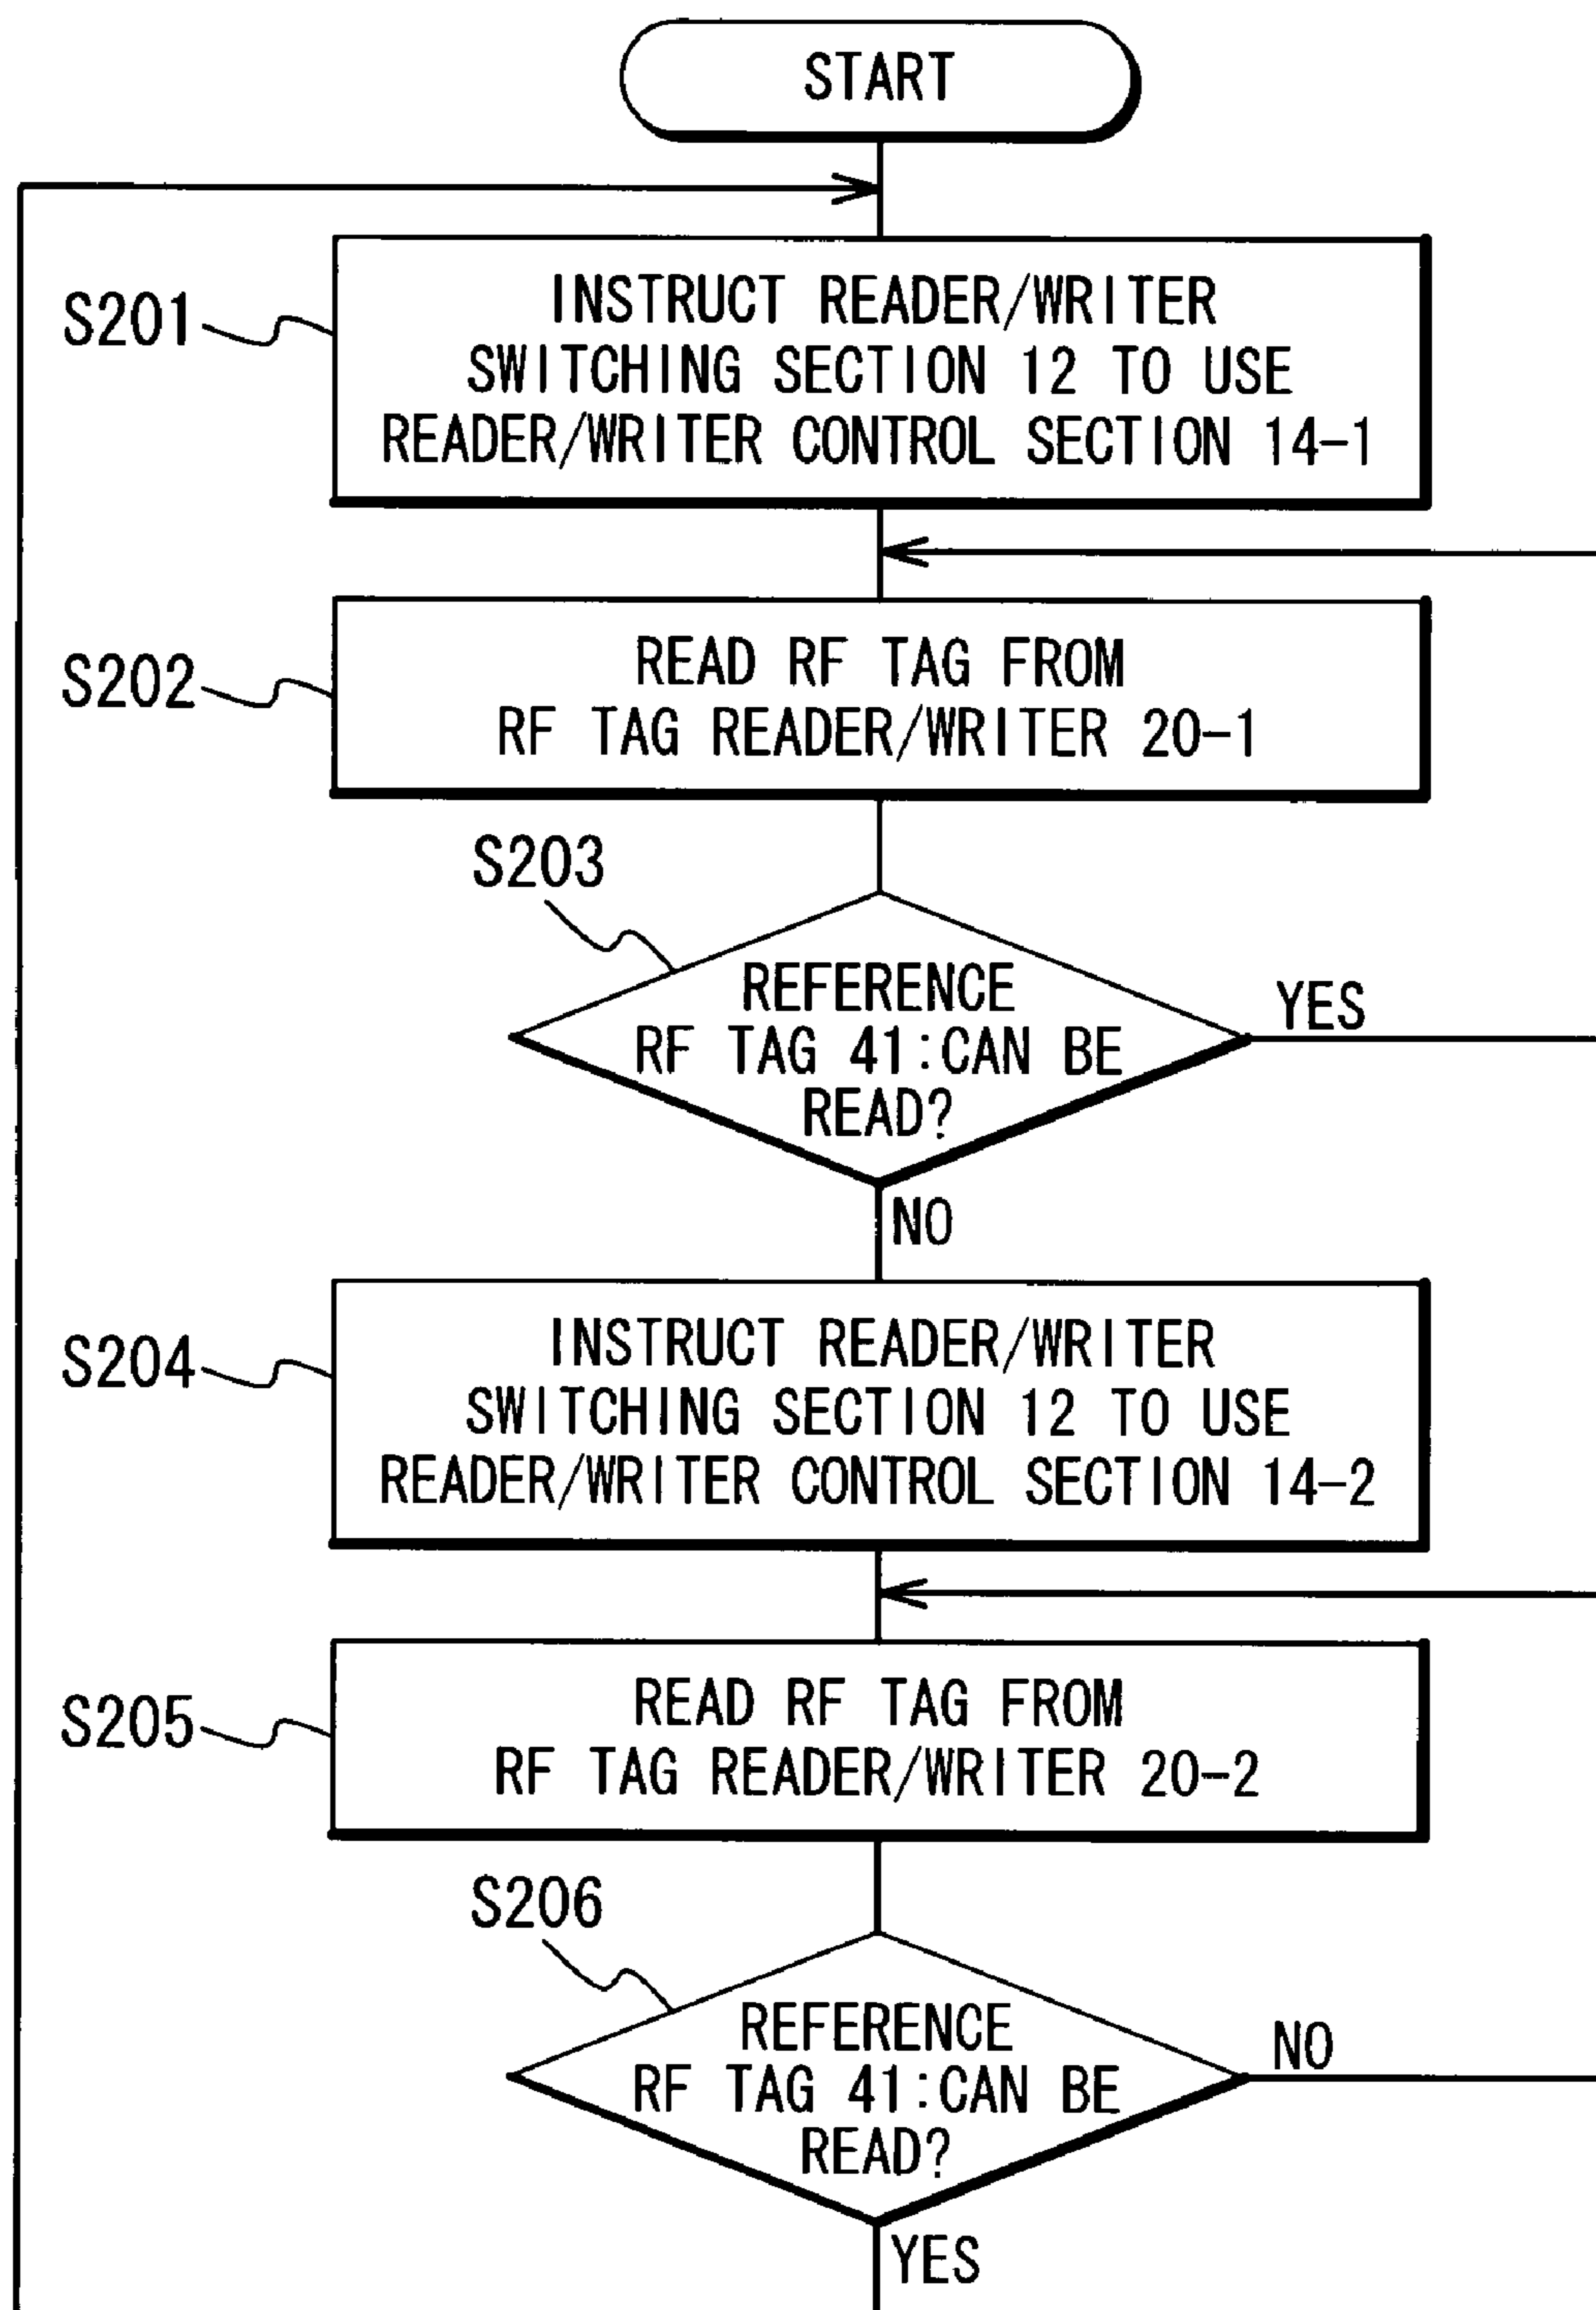 START
S201
INSTRUCT READER/WRITER
SWITCHING SECTION 12 TO USE
READER/WRITER CONTROL SECTION 14-1
S202
READ RF TAG FROM
RF TAG READER/WRITER 20-1
S203
REFERENCE
RF TAG 41:CAN BE
READ?
YES
NO
S204
INSTRUCT READER/WRITER
SWITCHING SECTION 12 TO USE
READER/WRITER CONTROL SECTION 14-2
S205
READ RF TAG FROM
RF TAG READER/WRITER 20-2
S206
REFERENCE
RF TAG 41:CAN BE
READ?
NO
YES